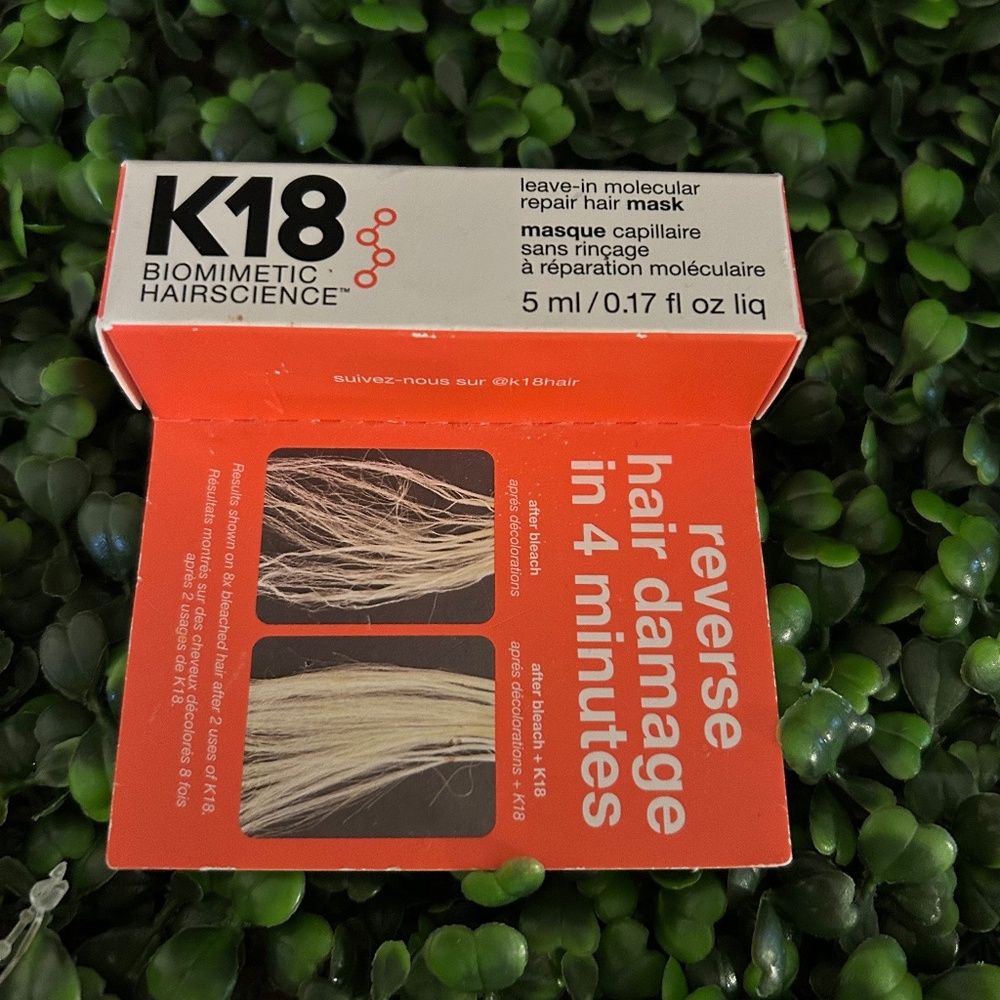 K18
BIOMIMETIC
HAIRSCIENCE™
leave-in molecular
repair hair mask
masque capillaire
sans rinçage
à réparation moléculaire
5 ml / 0.17 fl oz liq
suivez-nous sur @k18hair
reverse
hair damage
in 4 minutes
after bleach
après décolorations
after bleach + K18
après décolorations + K18
Results shown on 8x bleached hair after 2 uses of K18.
Résultats montrés sur des cheveux décolorés 8 fois
après 2 usages de K18.